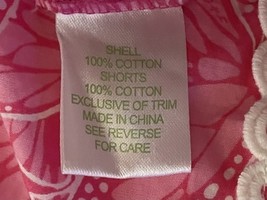 SHELL
100% COTTON
SHORTS
100% COTTON
EXCLUSIVE OF TRIM
MADE IN CHINA
SEE REVERSE
FOR CARE